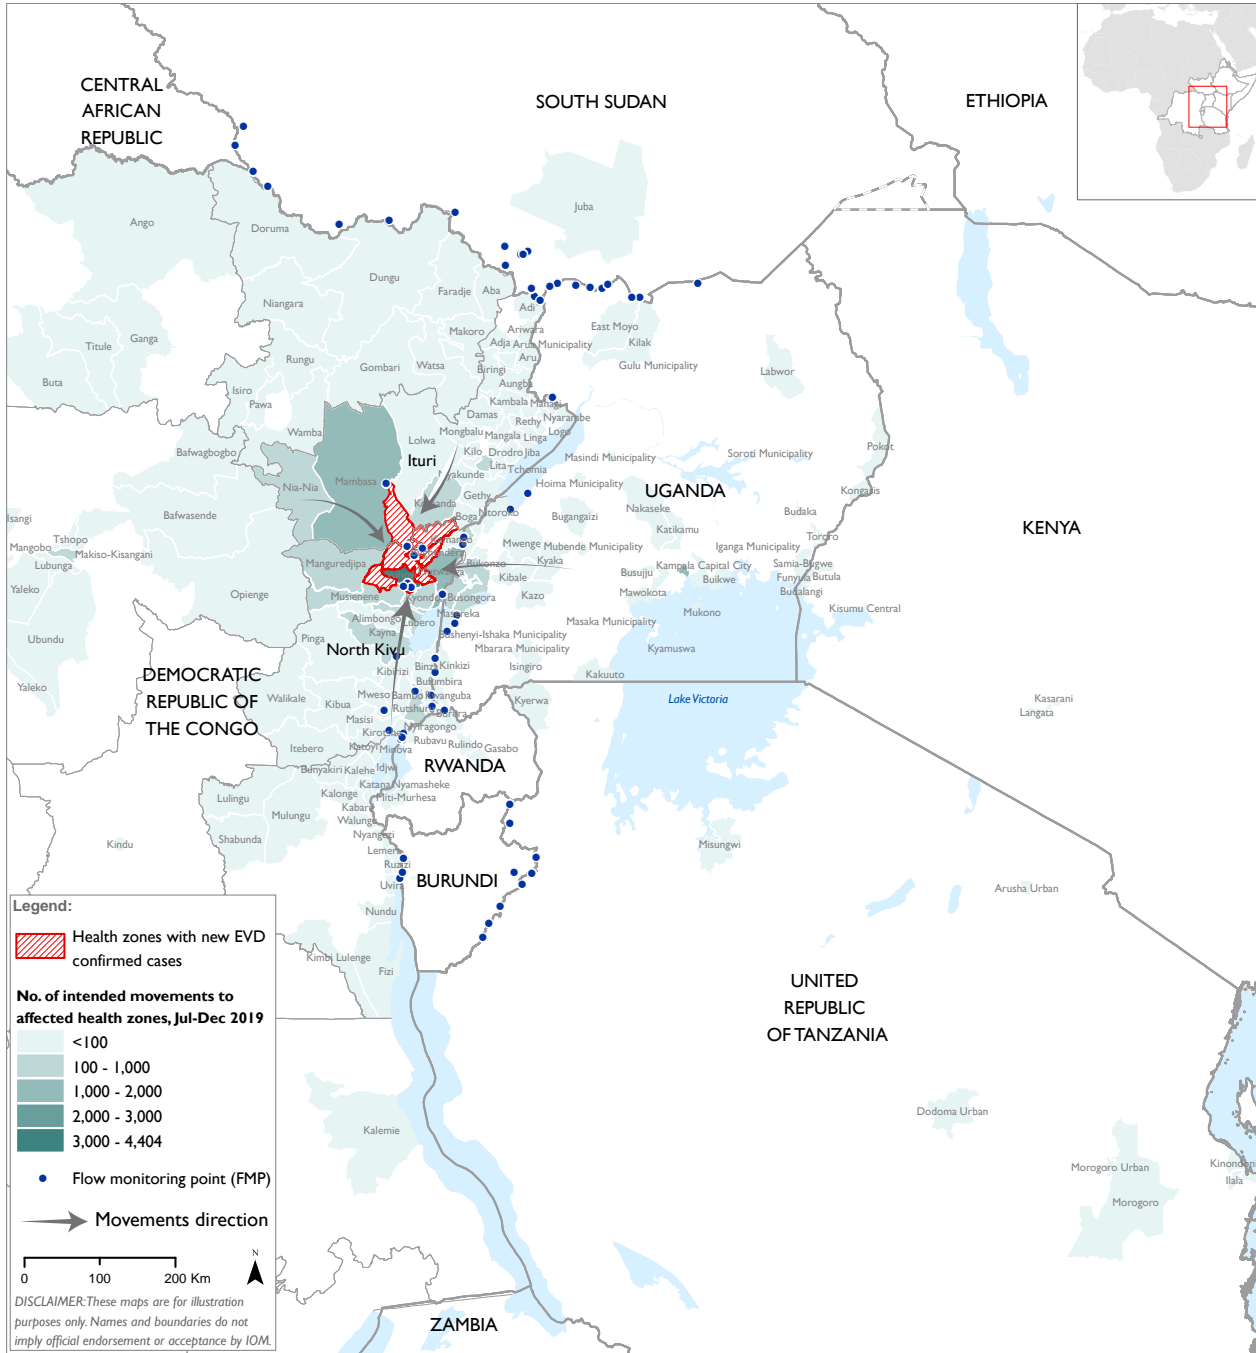 CENTRAL
AFRICAN
REPUBLIC
SOUTH SUDAN
ETHIOPIA
Juba
Ango
Doruma
Dungu
Faradje
Aba
Niangara
Adi
Ganga
Titule
Makoro
Ariwara
East Moyo
Adja
Arua Municipality
Kilak
Rungu
Aru
Gombari
Watsa
Biringi
Gulu Municipality
Labwor
Buta
Aungba
Isiro
Pawa
Kambala
Mahagi
Damas
Nyarambe
Rethy
Logo
Wamba
Mongbalu
Mangala
Linga
Lolwa
Pokot
Bafwagbogbo
Kilo
Drodro
Jiba
Soroti Municipality
Masindi Municipality
Ituri
Lita
Tchomia
Nyakunde
Mambasa
Nia-Nia
Hoima Municipality
UGANDA
Kongasis
Gethy
Nakaseke
Bafwasende
Boga
Ntoroko
Bugangaizi
Budaka
Isangi
Katikamu
KENYA
Tshopo
Mangobo
Makiso-Kisangani
Mwenge
Mubende Municipality
Iganga Municipality
Tororo
Lubunga
Manguredjipa
Bukonzo
Kyaka
Kampala Capital City
Samia-Bugwe
Yaleko
Kibale
Busujju
Buikwe
Funyula
Butula
Opienge
Musienene
Kyondo
Busongora
Kazo
Mawokota
Budalangi
Mukono
Kisumu Central
Alimbongo
Lubero
Masereka
Masaka Municipality
Ubundu
Pinga
Kayna
Bushenyi-Ishaka Municipality
North Kivu
Mbarara Municipality
Kyamuswa
Binza
Kinkizi
Isingiro
Kakuuto
DEMOCRATIC
REPUBLIC OF
THE CONGO
Kibirizi
Yaleko
Walikale
Mweso
Bambo
Rwanguba
Kyerwa
Lake Victoria
Kasarani
Kibua
Rutshuru
Burera
Langata
Masisi
Nyiragongo
Kirotshe
Itebero
Katoyi
Minova
Rubavu
Rulindo
Gasabo
Bunyakiri
Kalehe
Idjwi
RWANDA
Katana
Nyamasheke
Lulingu
Kalonge
Miti-Murhesa
Mulungu
Kabare
Walungu
Shabunda
Nyangezi
Kindu
Misungwi
Lemera
Ruzizi
BURUNDI
Uvira
Arusha Urban
Nundu
Kimbi Lulenge
Fizi
UNITED
REPUBLIC
OF TANZANIA
Kalemie
Dodoma Urban
Morogoro Urban
Ilala
Morogoro
ZAMBIA
Legend:
Health zones with new EVD
confirmed cases
No. of intended movements to
affected health zones, Jul-Dec 2019
<100
100 - 1,000
1,000 - 2,000
2,000 - 3,000
3,000 - 4,404
Flow monitoring point (FMP)
Movements direction
N
0 100 200 Km
DISCLAIMER: These maps are for illustration
purposes only. Names and boundaries do not
imply official endorsement or acceptance by IOM.